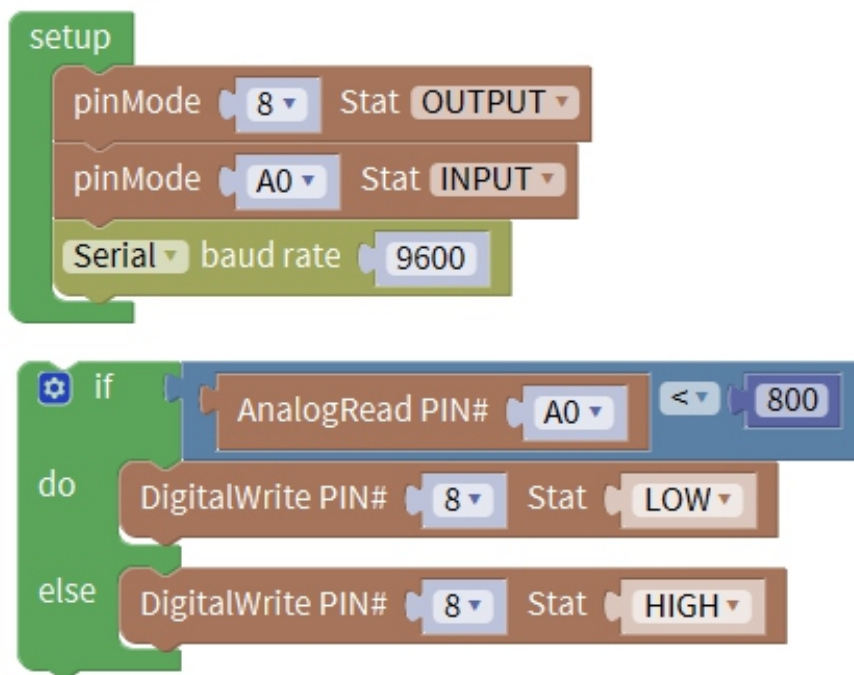 setup
pinMode 8 Stat OUTPUT
pinMode A0 Stat INPUT
Serial baud rate 9600
if AnalogRead PIN# A0 < 800
do DigitalWrite PIN# 8 Stat LOW
else DigitalWrite PIN# 8 Stat HIGH